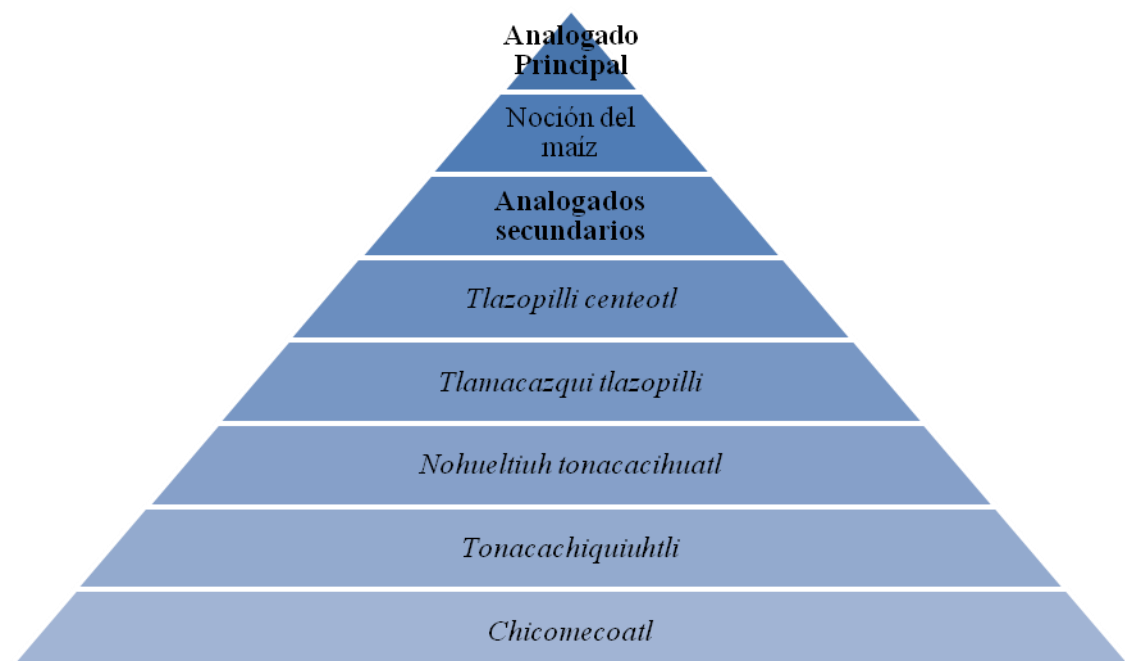 Analogado
Principal
Noción del
maíz
Analogados
secundarios
Tlazopilli centeotl
Tlamacazqui tlazopilli
Nohueltiuh tonacacihuatl
Tonacachiquiuhtli
Chicomecoatl